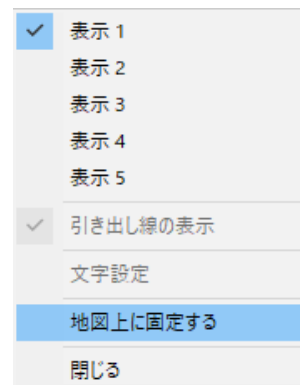 表示 1
表示 2
表示 3
表示 4
表示 5
引き出し線の表示
文字設定
地図上に固定する
閉じる